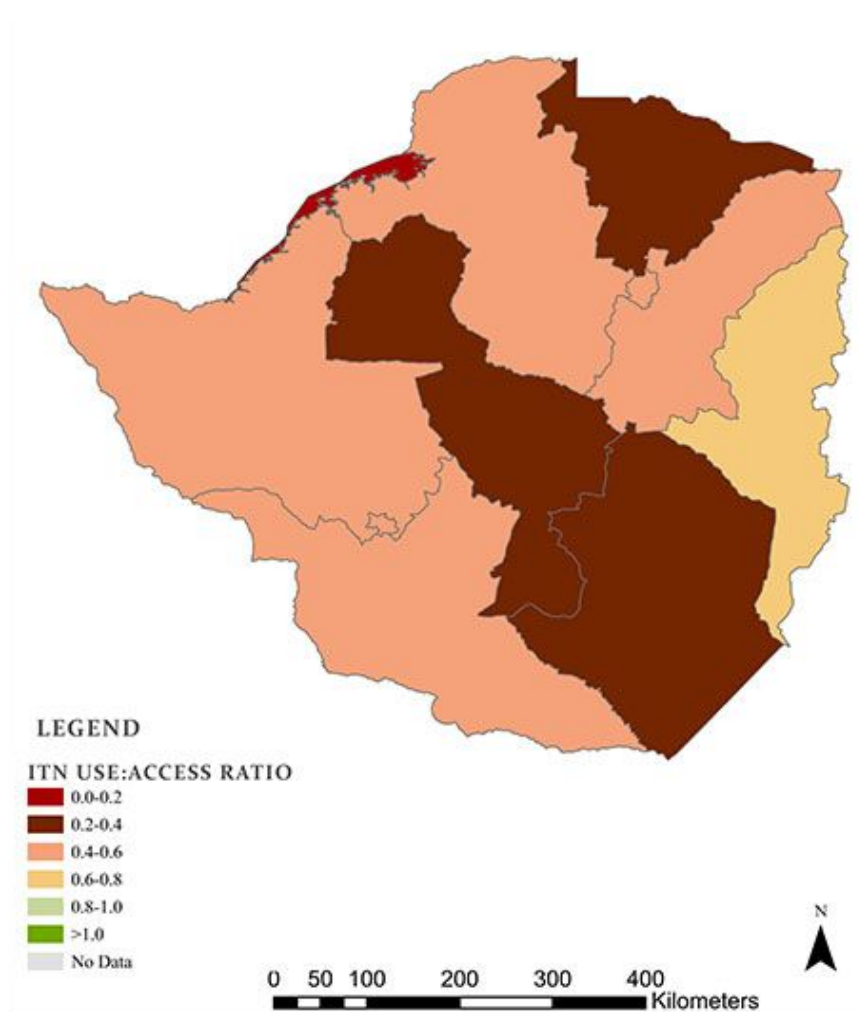 LEGEND
ITN USE:ACCESS RATIO
0.0-0.2
0.2-0.4
0.4-0.6
0.6-0.8
0.8-1.0
>1.0
No Data
N
0 50 100 200 300 400
Kilometers